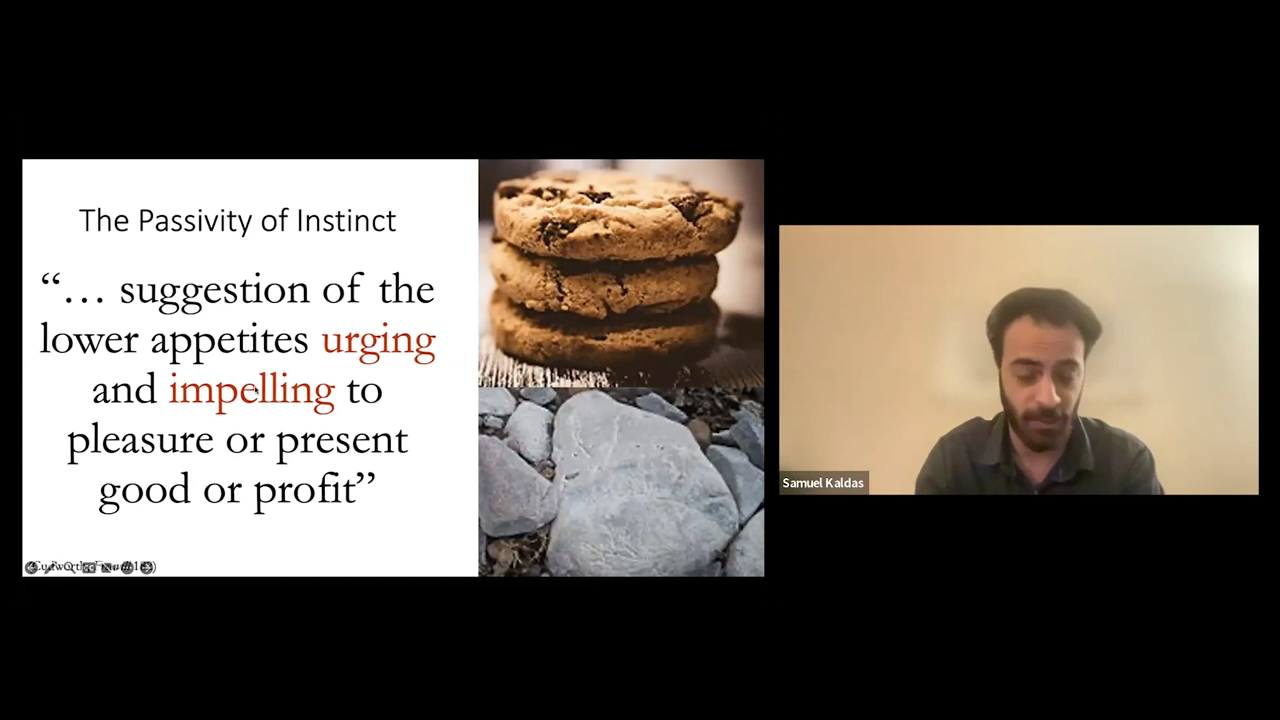 The Passivity of Instinct
“… suggestion of the
lower appetites urging
and impelling to
pleasure or present
good or profit”
Samuel Kaldas